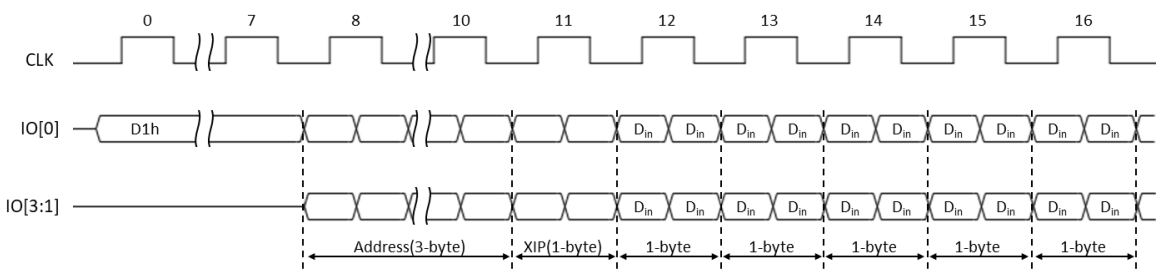 0 7 8 10 11 12 13 14 15 16
CLK
IO[0] D1h Din Din Din Din Din Din Din Din Din Din
IO[3:1] Din Din Din Din Din Din Din Din Din Din
Address(3-byte) XIP(1-byte) 1-byte 1-byte 1-byte 1-byte 1-byte